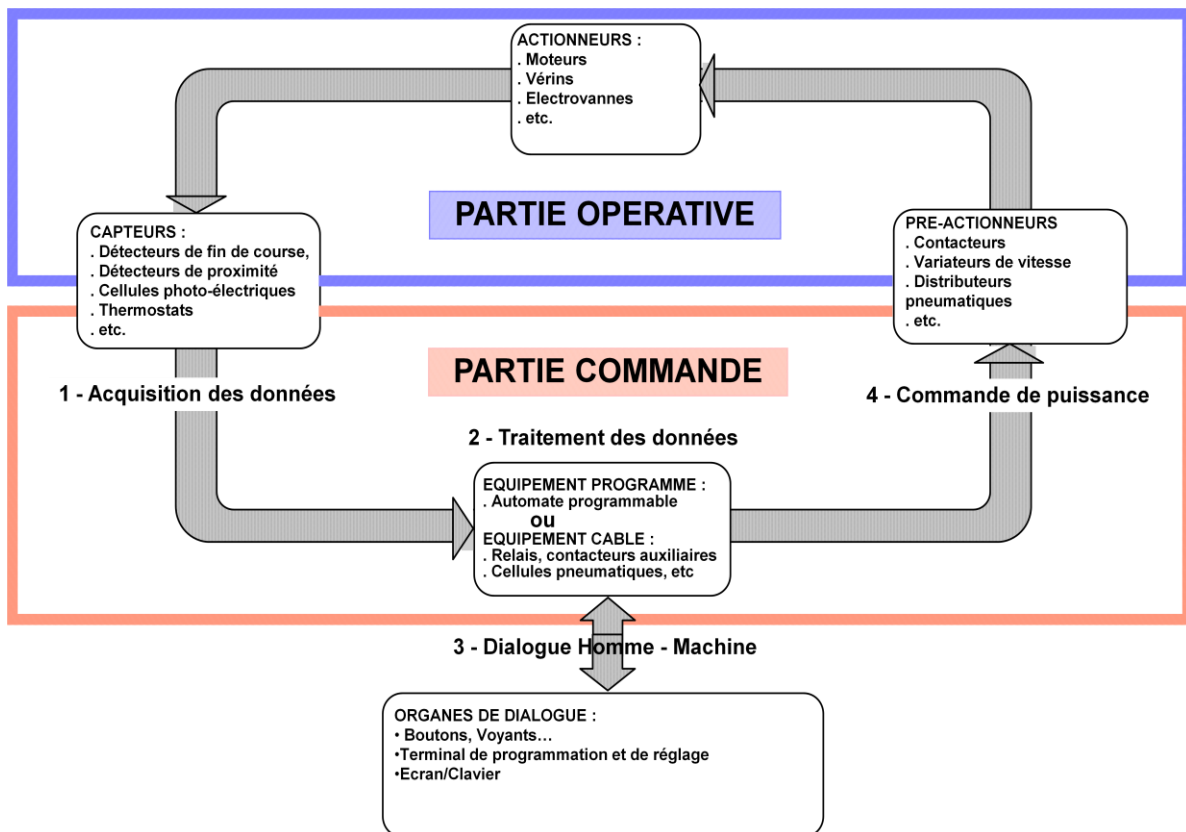 ACTIONNEURS :
. Moteurs
. Vérins
. Electrovannes
. etc.
PARTIE OPERATIVE
CAPTEURS :
. Détecteurs de fin de course,
. Détecteurs de proximité
. Cellules photo-électriques
. Thermostats
. etc.
PRE-ACTIONNEURS
. Contacteurs
. Variateurs de vitesse
. Distributeurs
pneumatiques
. etc.
PARTIE COMMANDE
1 - Acquisition des données
4 - Commande de puissance
2 - Traitement des données
EQUIPEMENT PROGRAMME :
. Automate programmable
ou
EQUIPEMENT CABLE :
. Relais, contacteurs auxiliaires
. Cellules pneumatiques, etc
3 - Dialogue Homme - Machine
ORGANES DE DIALOGUE :
• Boutons, Voyants…
•Terminal de programmation et de réglage
•Ecran/Clavier